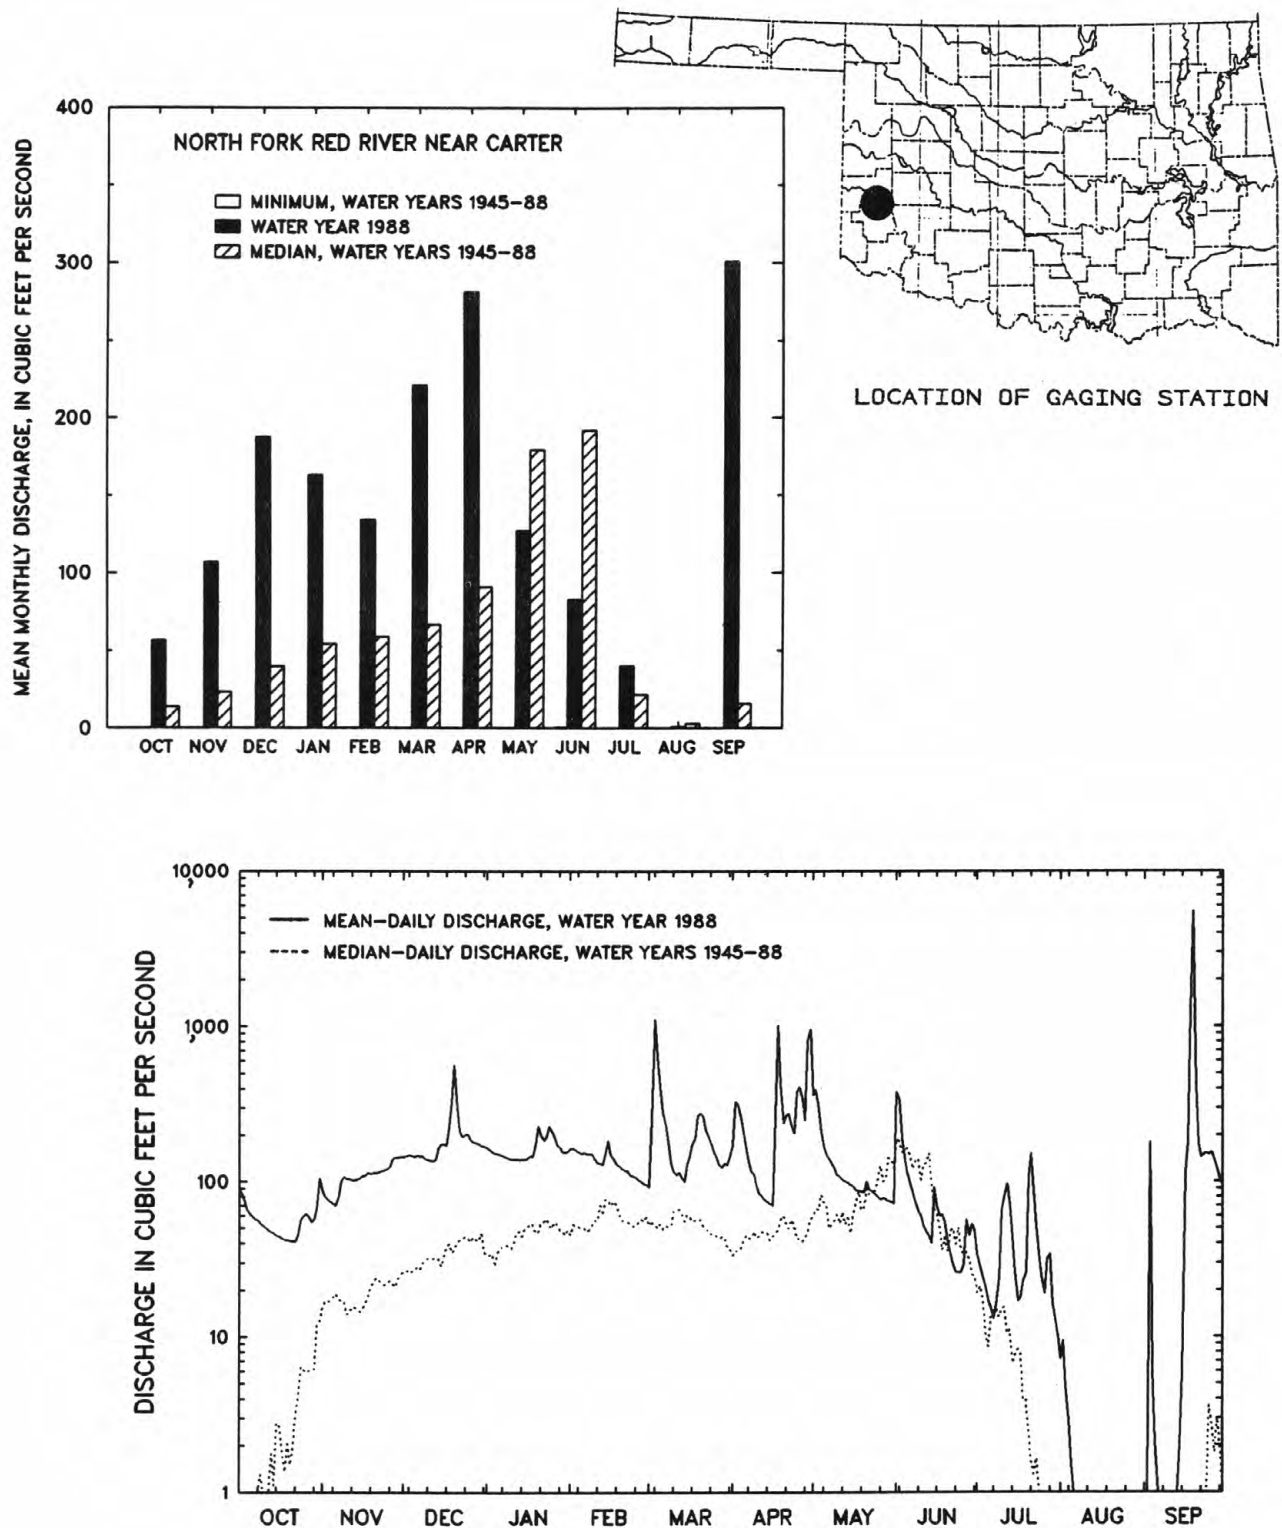 400
300
200
100
0
MEAN MONTHLY DISCHARGE, IN CUBIC FEET PER SECOND
NORTH FORK RED RIVER NEAR CARTER
MINIMUM, WATER YEARS 1945-88
WATER YEAR 1988
MEDIAN, WATER YEARS 1945-88
OCT NOV DEC JAN FEB MAR APR MAY JUN JUL AUG SEP
LOCATION OF GAGING STATION
10,000
1,000
100
10
1
DISCHARGE IN CUBIC FEET PER SECOND
MEAN-DAILY DISCHARGE, WATER YEAR 1988
MEDIAN-DAILY DISCHARGE, WATER YEARS 1945-88
OCT NOV DEC JAN FEB MAR APR MAY JUN JUL AUG SEP